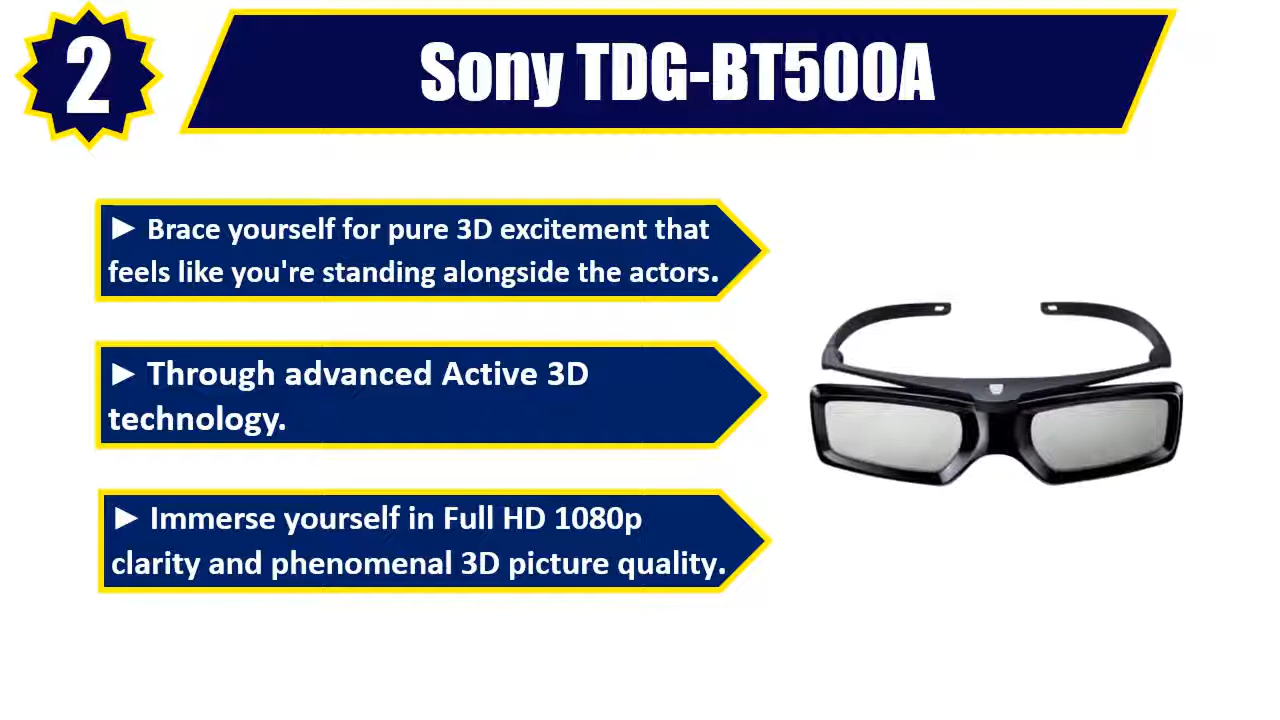 2
Sony TDG-BT500A
► Brace yourself for pure 3D excitement that
feels like you're standing alongside the actors.
► Through advanced Active 3D
technology.
► Immerse yourself in Full HD 1080p
clarity and phenomenal 3D picture quality.